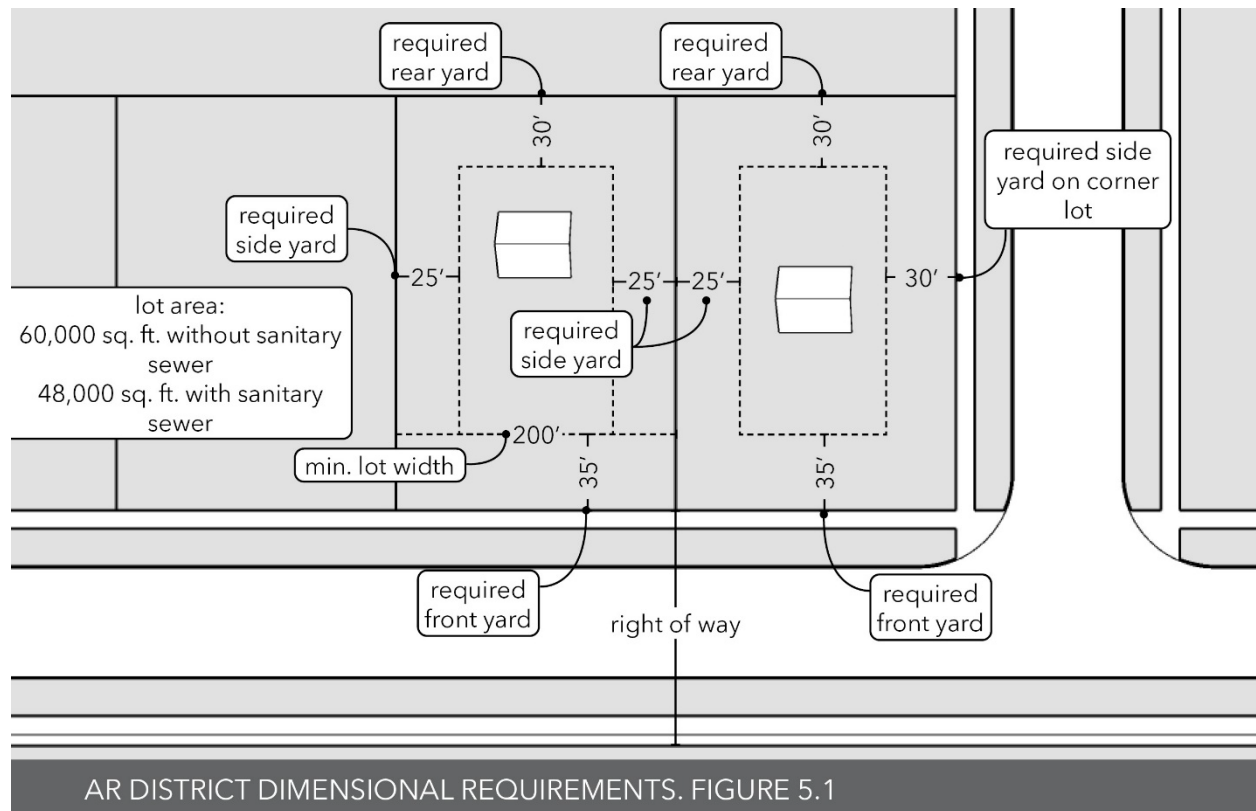 required
rear yard
required
rear yard
30’
30’
required side
yard on corner
lot
required
side yard
25’
25’
25’
30’
lot area:
60,000 sq. ft. without sanitary
sewer
48,000 sq. ft. with sanitary
sewer
required
side yard
200’
min. lot width
35’
35’
required
front yard
required
front yard
right of way
AR DISTRICT DIMENSIONAL REQUIREMENTS. FIGURE 5.1